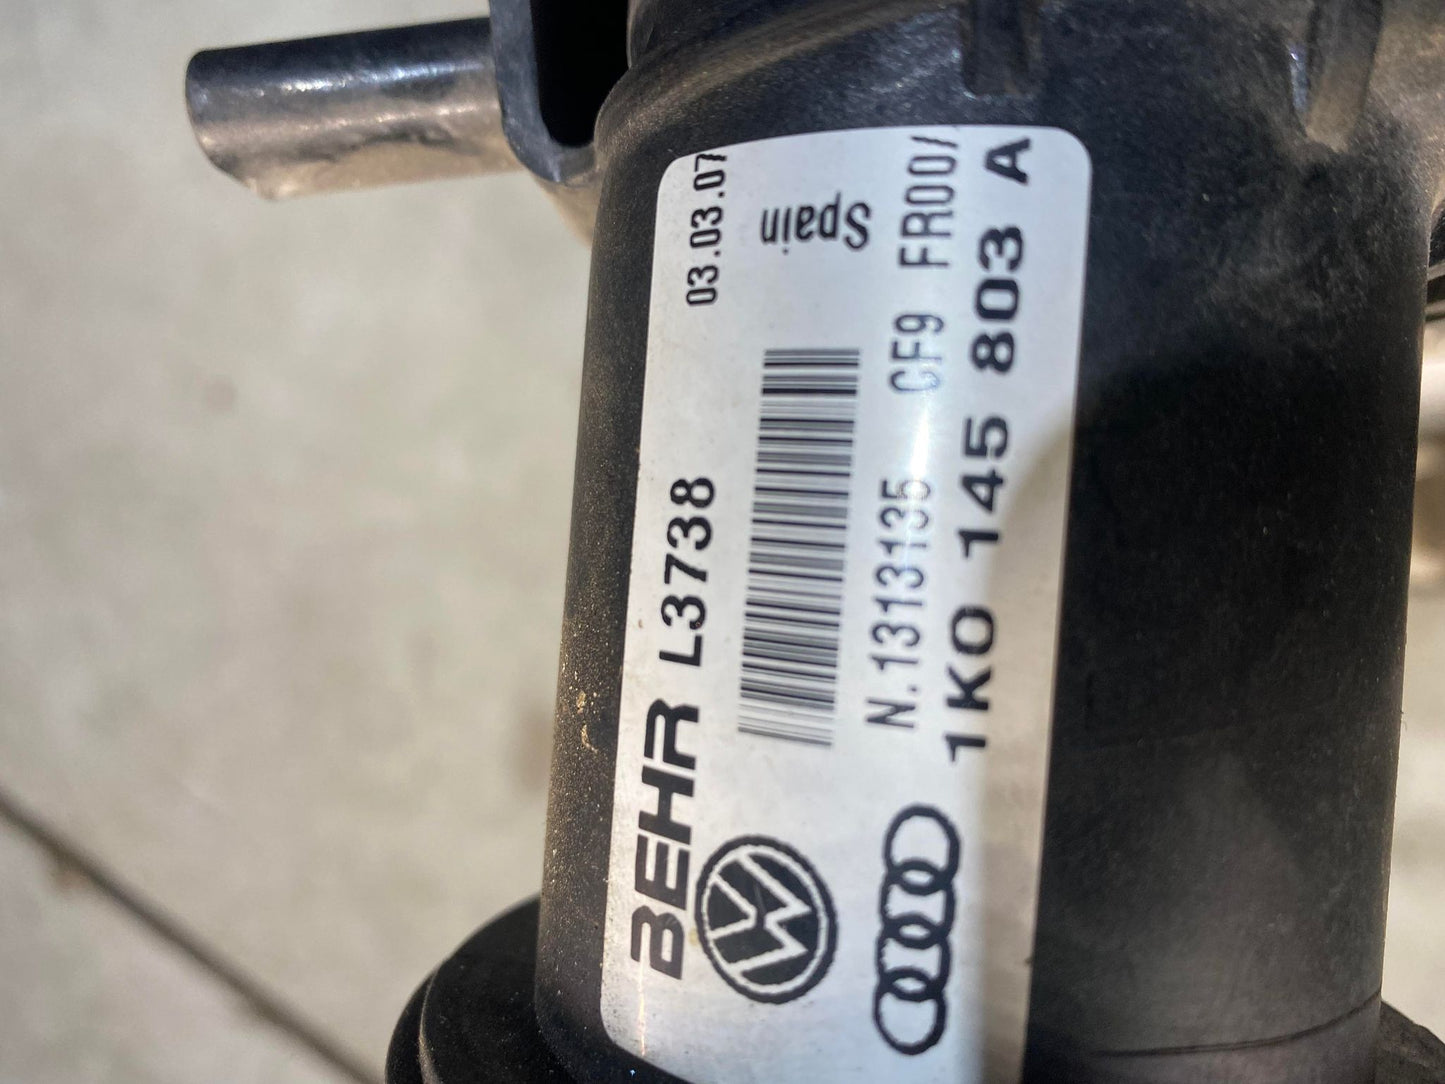 BEHR L3738 03.03.07
Spain
N.1313135 CF9 FR00/
1K0 145 803 A